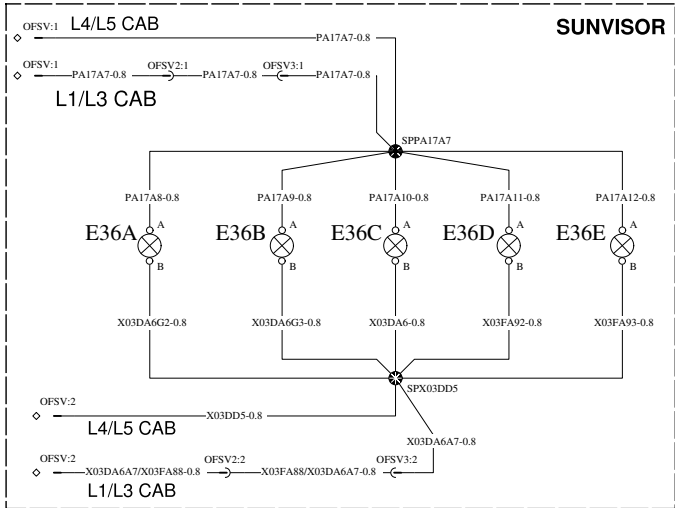 OFSV:1 L4/L5 CAB
SUNVISOR
PA17A7-0.8
OFSV:1 OFSV2:1 OFSV3:1
PA17A7-0.8 PA17A7-0.8 PA17A7-0.8
L1/L3 CAB
SPPA17A7
PA17A8-0.8 PA17A9-0.8 PA17A10-0.8 PA17A11-0.8 PA17A12-0.8
A A A A A
E36A E36B E36C E36D E36E
B B B B B
X03DA6G2-0.8 X03DA6G3-0.8 X03DA6-0.8 X03FA92-0.8 X03FA93-0.8
SPX03DD5
OFSV:2
X03DD5-0.8
L4/L5 CAB
X03DA6A7-0.8
OFSV:2 OFSV2:2 OFSV3:2
X03DA6A7/X03FA88-0.8 X03FA88/X03DA6A7-0.8
L1/L3 CAB